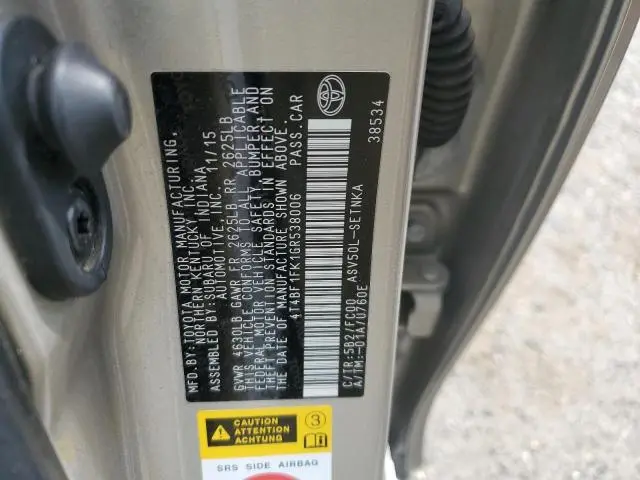 MFD.BY:TOYOTA MOTOR MANUFACTURING,
NORTHERN KENTUCKY, INC.
ASSEMBLED BY:SUBARU OF INDIANA
AUTOMOTIVE, INC. 11/15
GVWR 4630LB GAWR FR 2625LB RR 2625LB
THIS VEHICLE CONFORMS TO ALL APPLICABLE
FEDERAL MOTOR VEHICLE SAFETY, BUMPER, AND
THEFT PREVENTION STANDARDS IN EFFECT ON
THE DATE OF MANUFACTURE SHOWN ABOVE.
4T4BF1FK1GR538006 PASS.CAR
C/TR:5B2/FC00 ASV50L-SETNKA
A/TM:-01A/U760E 38534
CAUTION
ATTENTION
ACHTUNG
3
SRS SIDE AIRBAG